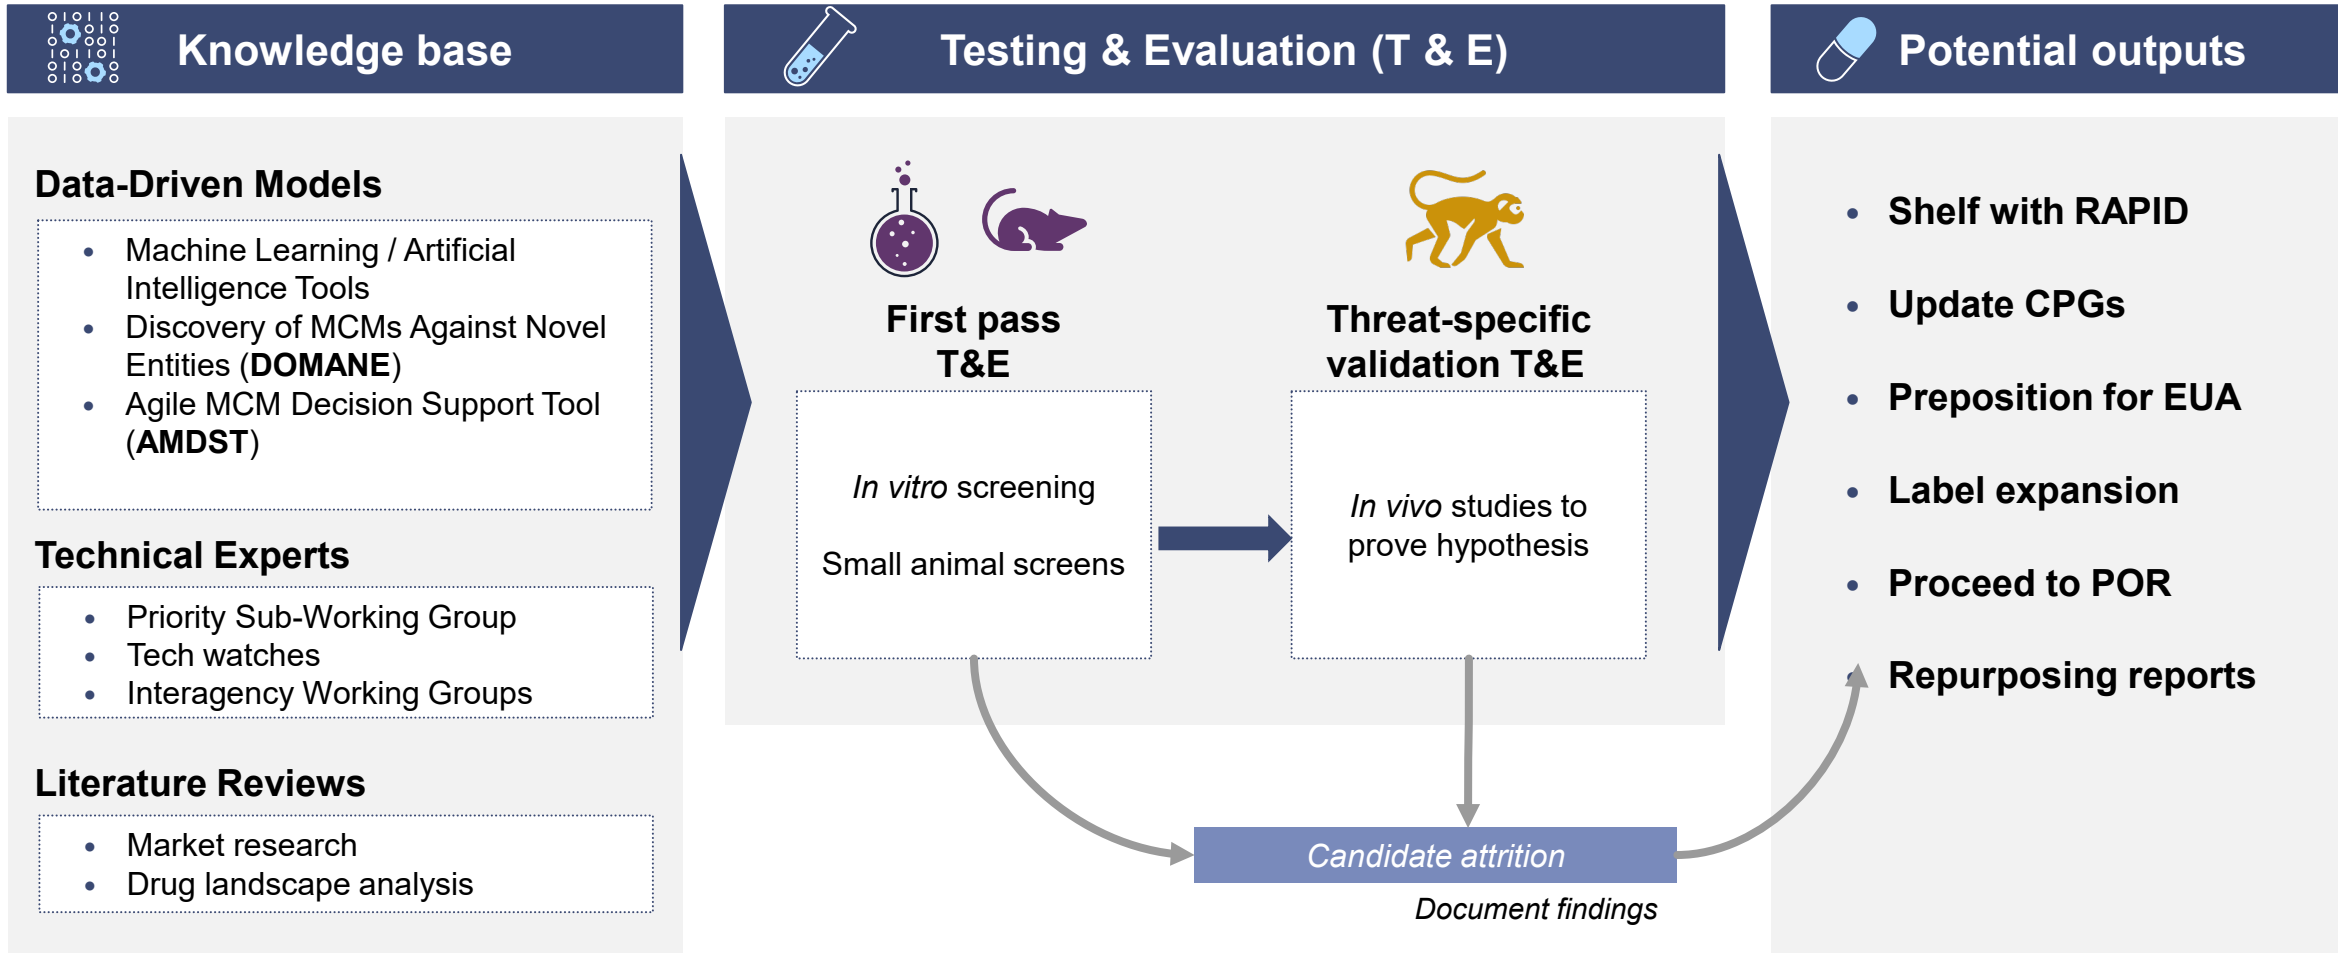 Knowledge base
Data-Driven Models
• Machine Learning / Artificial
Intelligence Tools
• Discovery of MCMs Against Novel
Entities (DOMANE)
• Agile MCM Decision Support Tool
(AMDST)
Technical Experts
• Priority Sub-Working Group
• Tech watches
• Interagency Working Groups
Literature Reviews
• Market research
• Drug landscape analysis
Testing & Evaluation (T & E)
First pass
T&E
In vitro screening
Small animal screens
Threat-specific
validation T&E
In vivo studies to
prove hypothesis
Candidate attrition
Document findings
Potential outputs
• Shelf with RAPID
• Update CPGs
• Preposition for EUA
• Label expansion
• Proceed to POR
• Repurposing reports